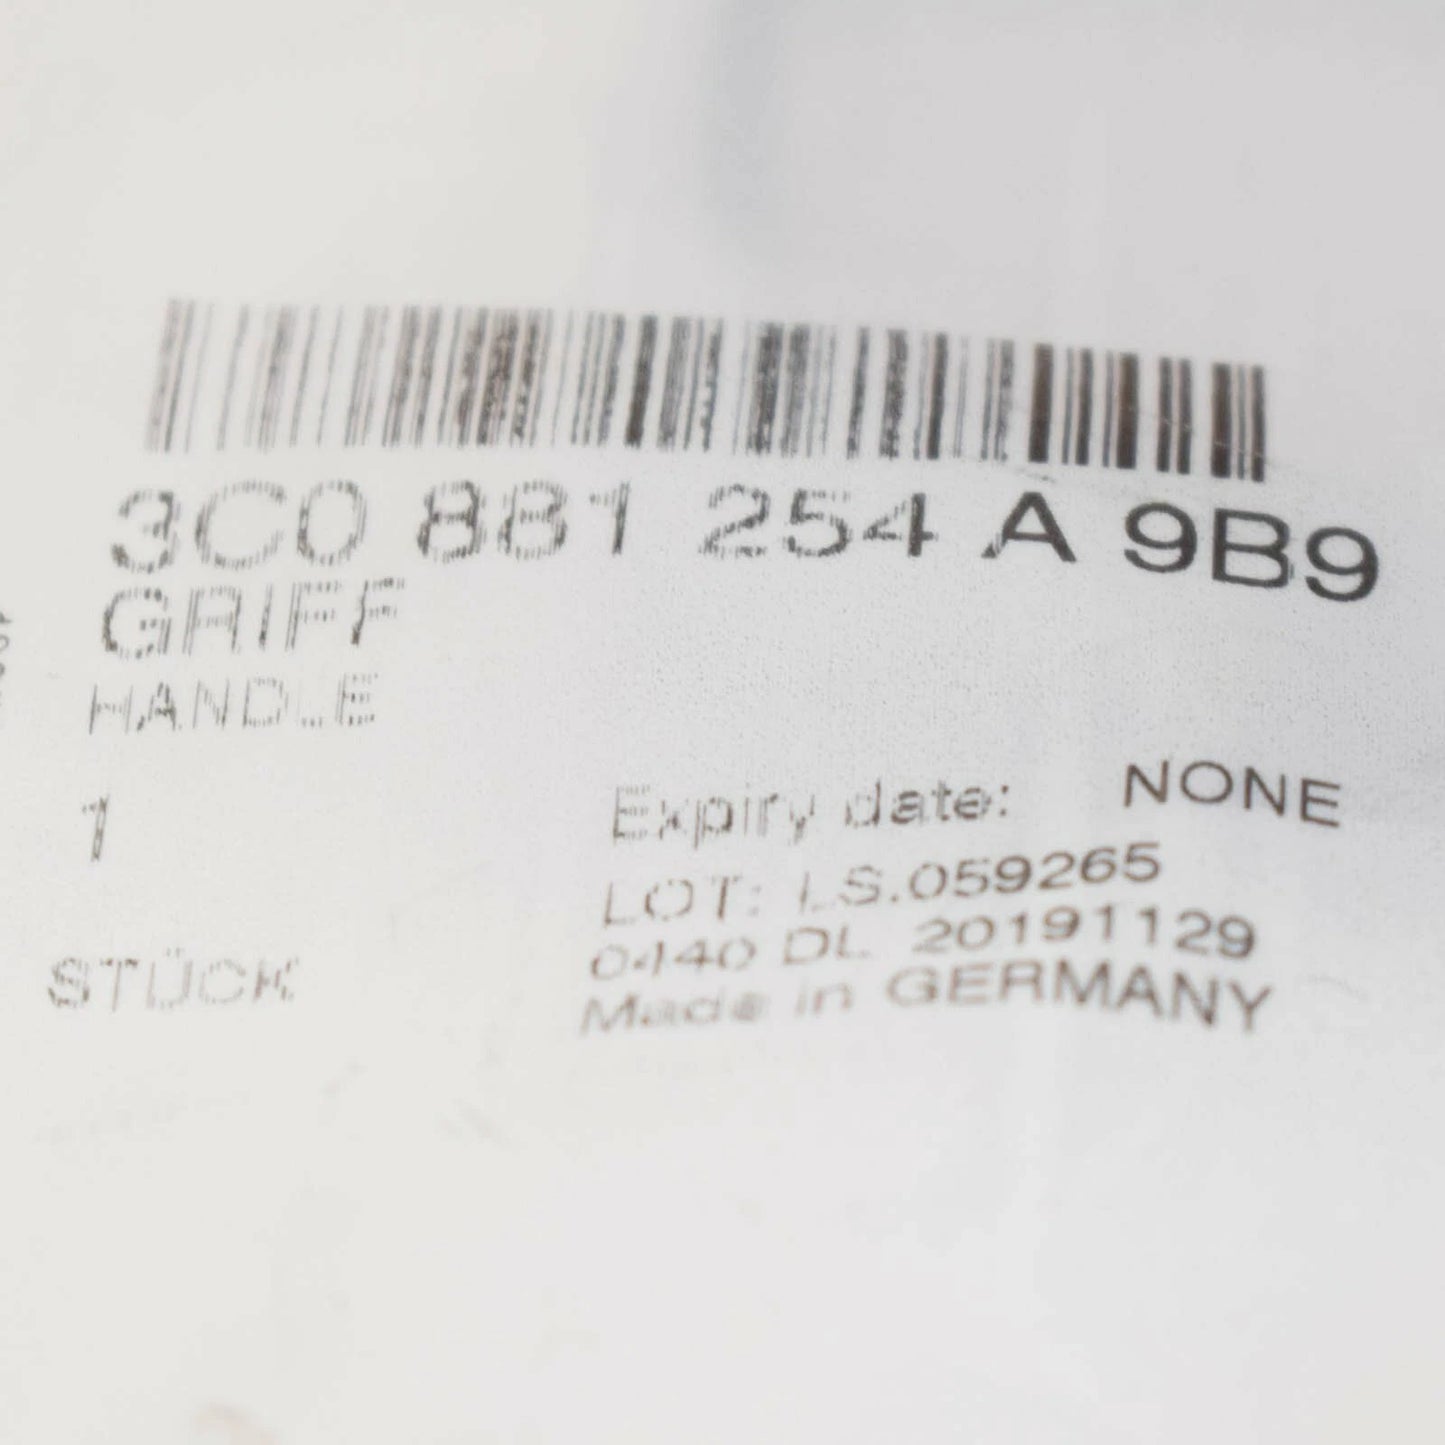 3C0 881 254 A 9B9
GRIFF
HANDLE
1
Expiry date: NONE
LOT: LS.059265
0440 DL 20191129
STÜCK
Made in GERMANY